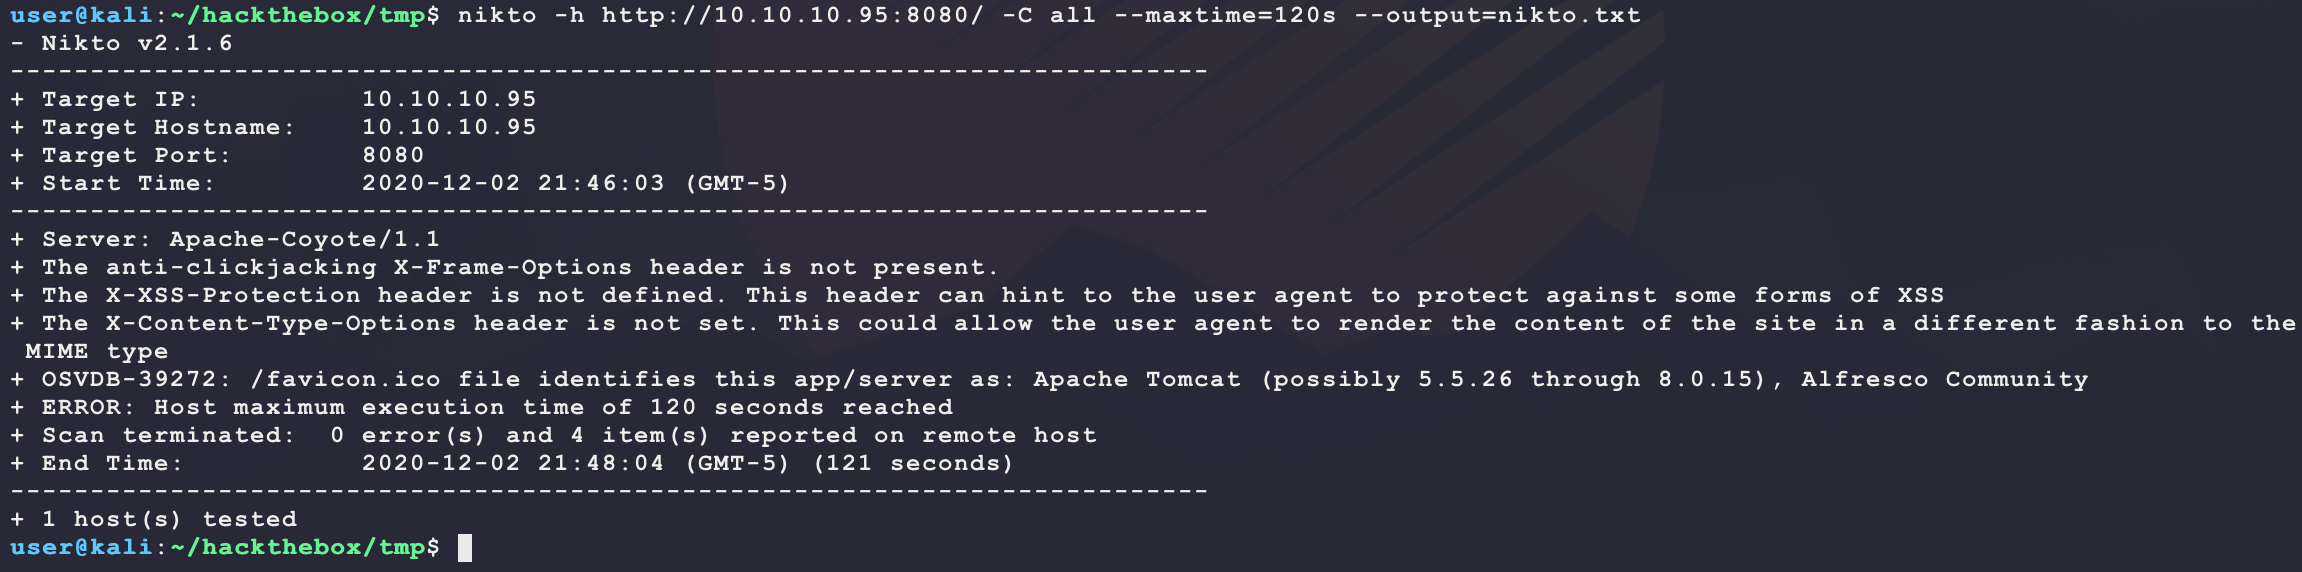 user@kali:~/hackthebox/tmp$ nikto -h http://10.10.10.95:8080/ -C all --maxtime=120s --output=nikto.txt
- Nikto v2.1.6
---------------------------------------------------------------------------
+ Target IP:          10.10.10.95
+ Target Hostname:    10.10.10.95
+ Target Port:        8080
+ Start Time:         2020-12-02 21:46:03 (GMT-5)
---------------------------------------------------------------------------
+ Server: Apache-Coyote/1.1
+ The anti-clickjacking X-Frame-Options header is not present.
+ The X-XSS-Protection header is not defined. This header can hint to the user agent to protect against some forms of XSS
+ The X-Content-Type-Options header is not set. This could allow the user agent to render the content of the site in a different fashion to the
 MIME type
+ OSVDB-39272: /favicon.ico file identifies this app/server as: Apache Tomcat (possibly 5.5.26 through 8.0.15), Alfresco Community
+ ERROR: Host maximum execution time of 120 seconds reached
+ Scan terminated:  0 error(s) and 4 item(s) reported on remote host
+ End Time:           2020-12-02 21:48:04 (GMT-5) (121 seconds)
---------------------------------------------------------------------------
+ 1 host(s) tested
user@kali:~/hackthebox/tmp$